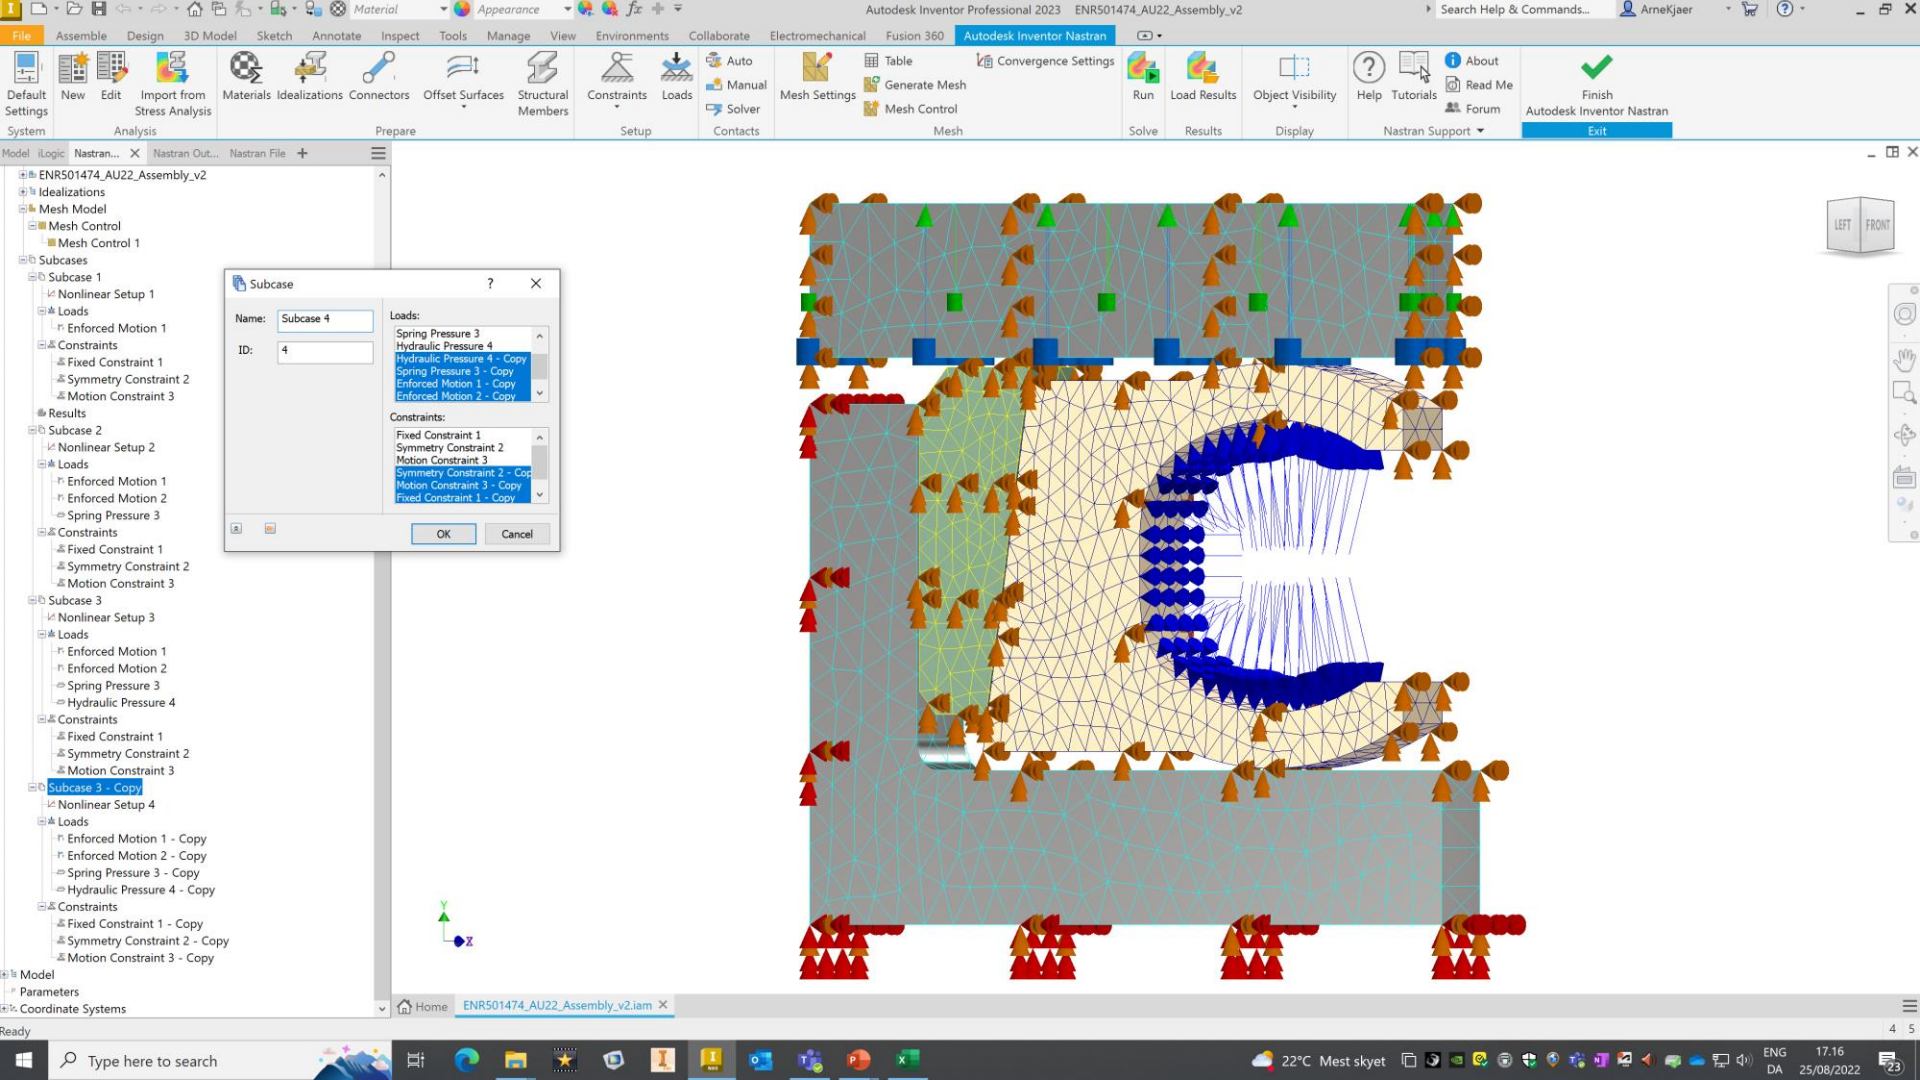 Material
Appearance
Autodesk Inventor Professional 2023 ENR501474_AU22_Assembly_v2
Search Help & Commands...
ArneKjaer
File Assembly Design 3D Model Sketch Annotate Inspect Tools Manage View Environments Collaborate Electromechanical Fusion 360 Autodesk Inventor Nastran
Default Settings
New
Edit
Import from Stress Analysis
Materials
Idealizations
Connectors
Offset Surfaces
Structural Members
Constraints
Loads
Auto
Manual
Solver
Mesh Settings
Table
Generate Mesh
Mesh Control
Convergence Settings
Run
Load Results
Object Visibility
Help
Tutorials
About
Read Me
Forum
Finish
Autodesk Inventor Nastran
System Analysis Prepare Setup Contacts Mesh Solve Results Display Nastran Support Exit
Model iLogic Nastran... Nastran Out... Nastran File
ENR501474_AU22_Assembly_v2
Idealizations
Mesh Model
Mesh Control
Mesh Control 1
Subcases
Subcase 1
Nonlinear Setup 1
Loads
Enforced Motion 1
Constraints
Fixed Constraint 1
Symmetry Constraint 2
Motion Constraint 3
Results
Subcase 2
Nonlinear Setup 2
Loads
Enforced Motion 1
Enforced Motion 2
Spring Pressure 3
Constraints
Fixed Constraint 1
Symmetry Constraint 2
Motion Constraint 3
Subcase 3
Nonlinear Setup 3
Loads
Enforced Motion 1
Enforced Motion 2
Spring Pressure 3
Hydraulic Pressure 4
Constraints
Fixed Constraint 1
Symmetry Constraint 2
Motion Constraint 3
Subcase 3 - Copy
Nonlinear Setup 4
Loads
Enforced Motion 1 - Copy
Enforced Motion 2 - Copy
Spring Pressure 3 - Copy
Hydraulic Pressure 4 - Copy
Constraints
Fixed Constraint 1 - Copy
Symmetry Constraint 2 - Copy
Motion Constraint 3 - Copy
Model
Parameters
Coordinate Systems
Subcase
Name: Subcase 4
ID: 4
Loads:
Spring Pressure 3
Hydraulic Pressure 4
Hydraulic Pressure 4 - Copy
Spring Pressure 3 - Copy
Enforced Motion 1 - Copy
Enforced Motion 2 - Copy
Constraints:
Fixed Constraint 1
Symmetry Constraint 2
Motion Constraint 3
Symmetry Constraint 2 - Cop
Motion Constraint 3 - Copy
Fixed Constraint 1 - Copy
OK Cancel
LEFT FRONT
Y
X
Home ENR501474_AU22_Assembly_v2.iam
Ready
4 5
Type here to search
22°C Mest skyet
ENG
DA
17.16
25/08/2022
23